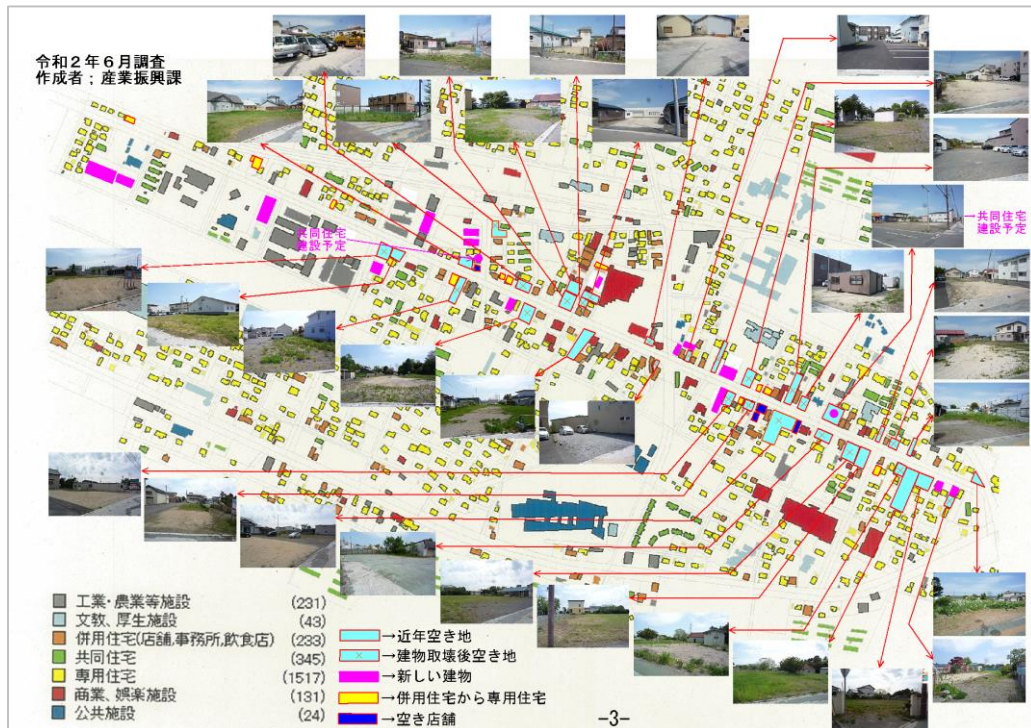 令和2年6月調査
作成者；産業振興課
共同住宅
建設予定
→共同住宅
建設予定
工業・農業等施設 (231)
文教、厚生施設 (43)
併用住宅(店舗,事務所,飲食店) (233)
共同住宅 (345)
専用住宅 (1517)
商業、娯楽施設 (131)
公共施設 (24)
→近年空き地
→建物取壊後空き地
→新しい建物
→併用住宅から専用住宅
→空き店舗
-3-